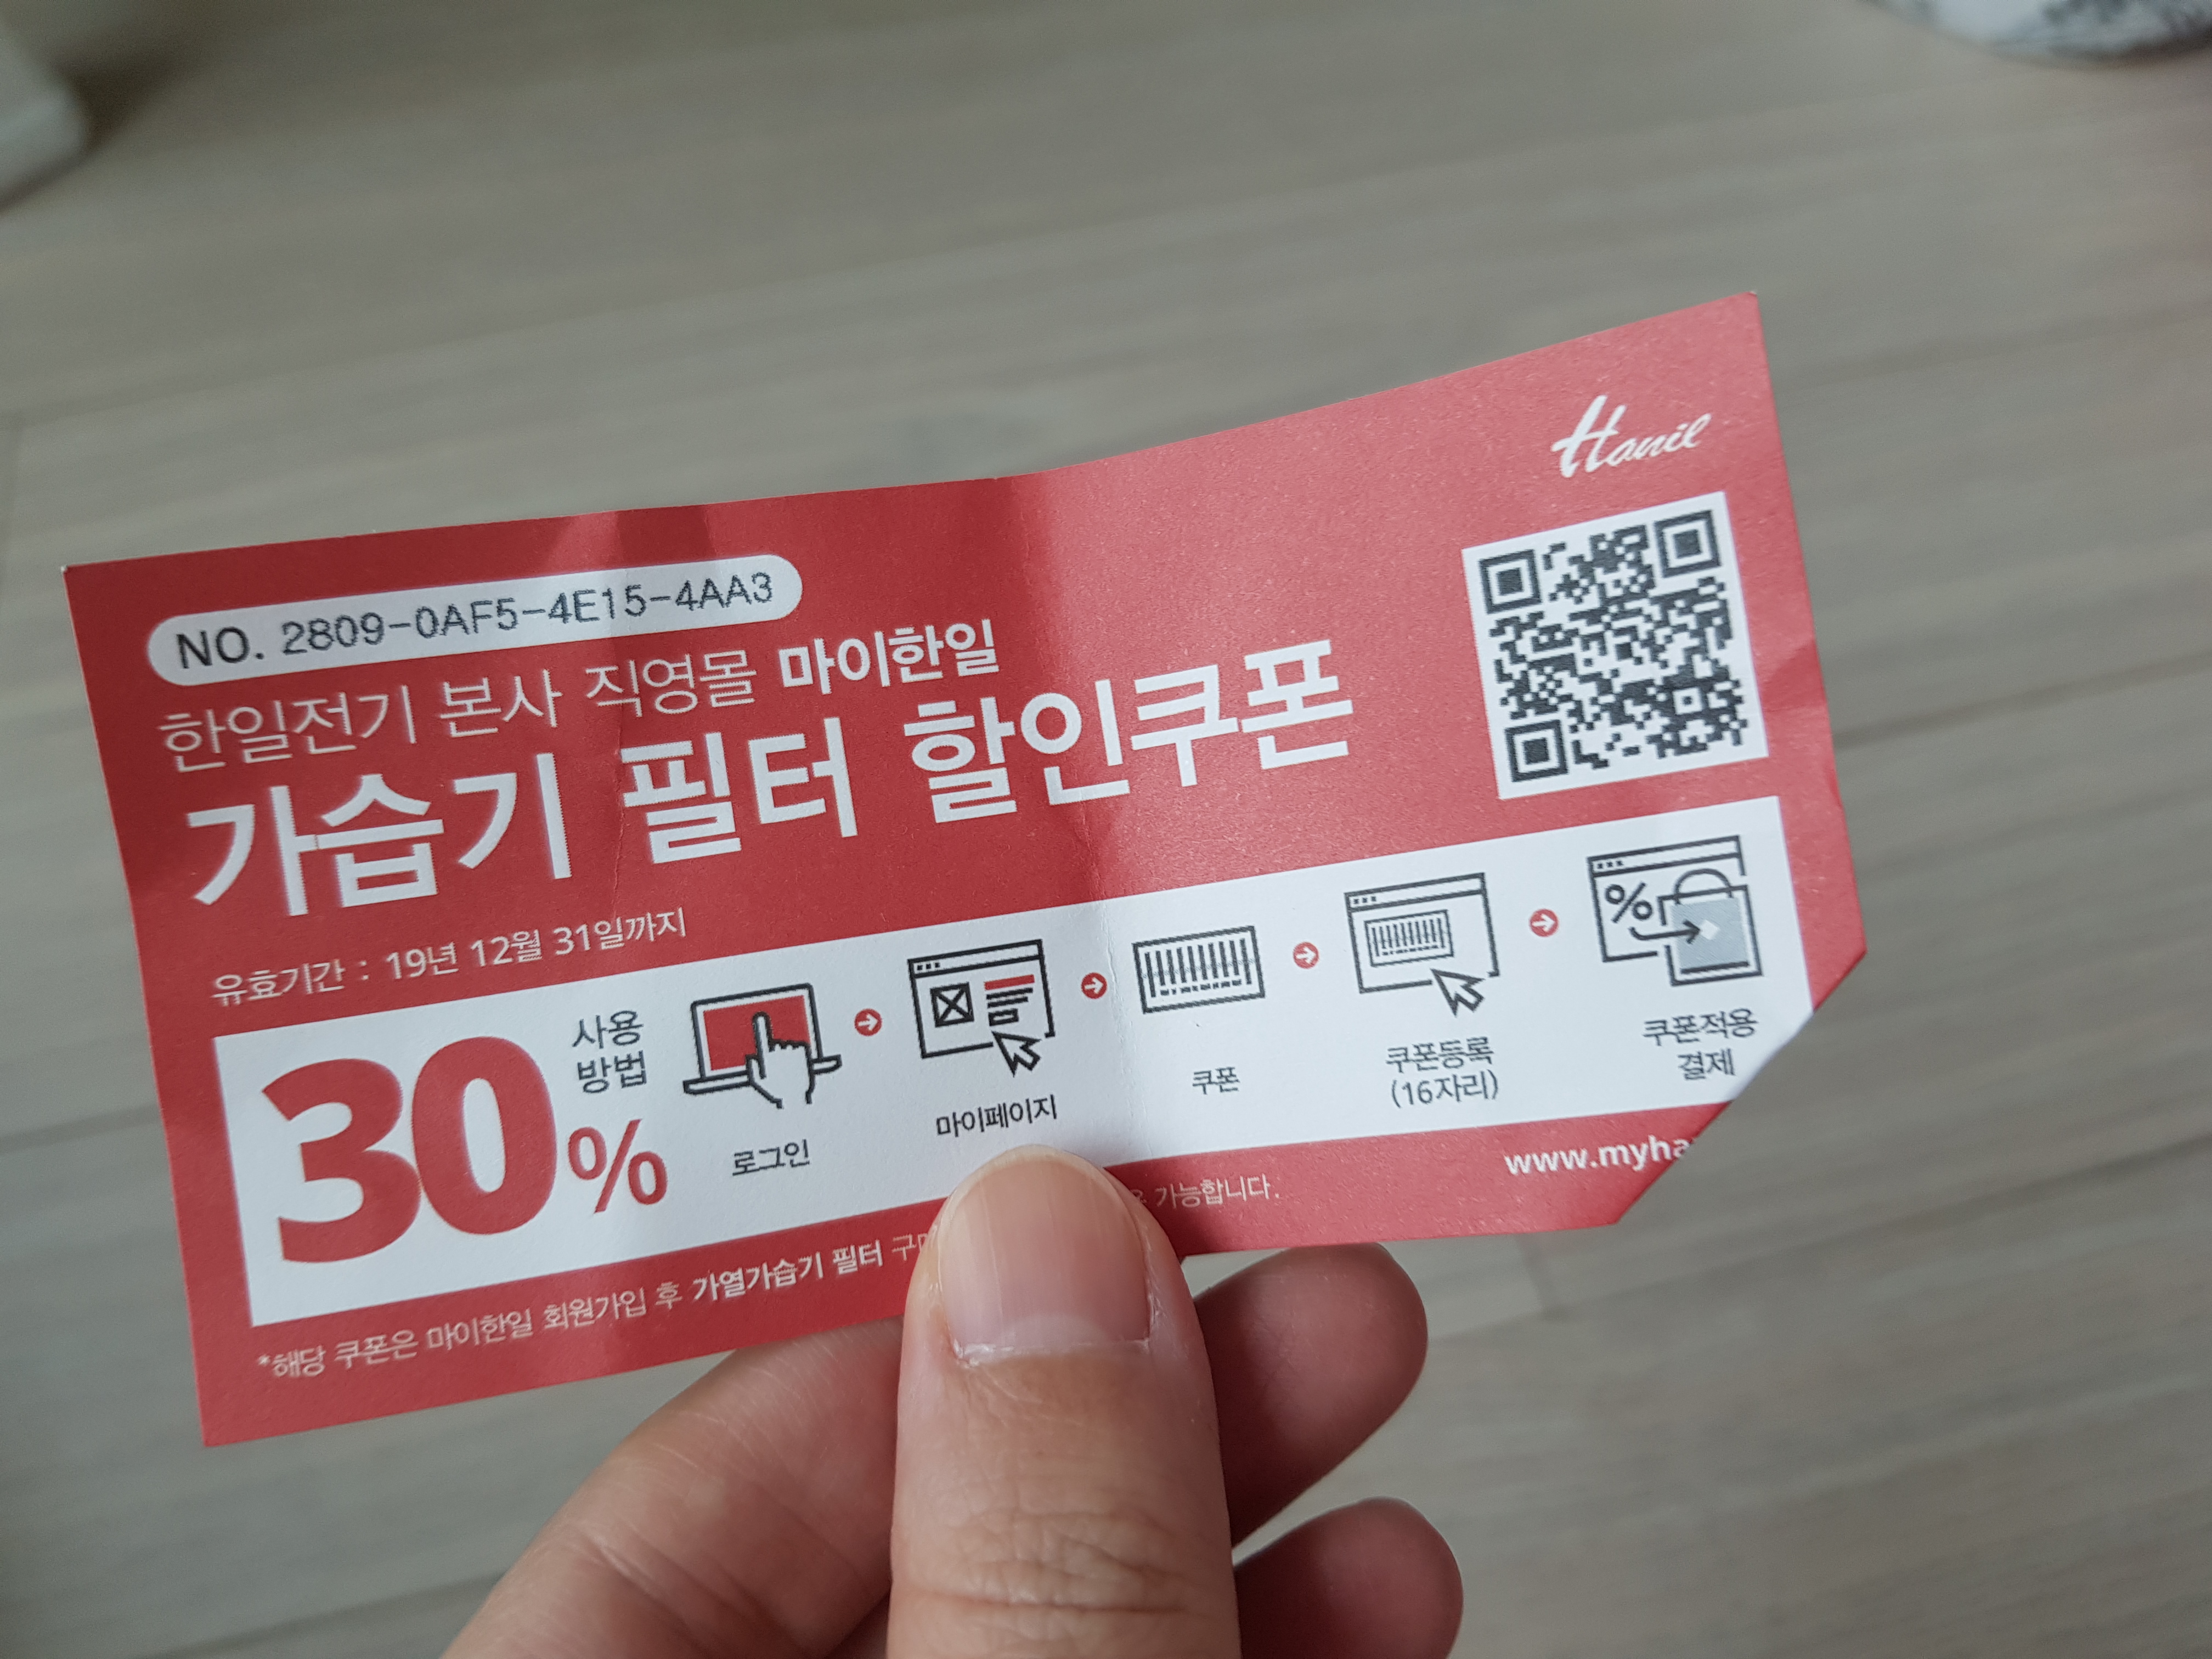 Hanil
NO. 2809-0AF5-4E15-4AA3
한일전기 본사 직영몰 마이한일
가습기 필터 할인쿠폰
유효기간 : 19년 12월 31일까지
30%
사용
방법
로그인
마이페이지
쿠폰
쿠폰등록
(16자리)
%
쿠폰적용
결제
*해당 쿠폰은 마이한일 회원가입 후 가열가습기 필터 가능합니다.